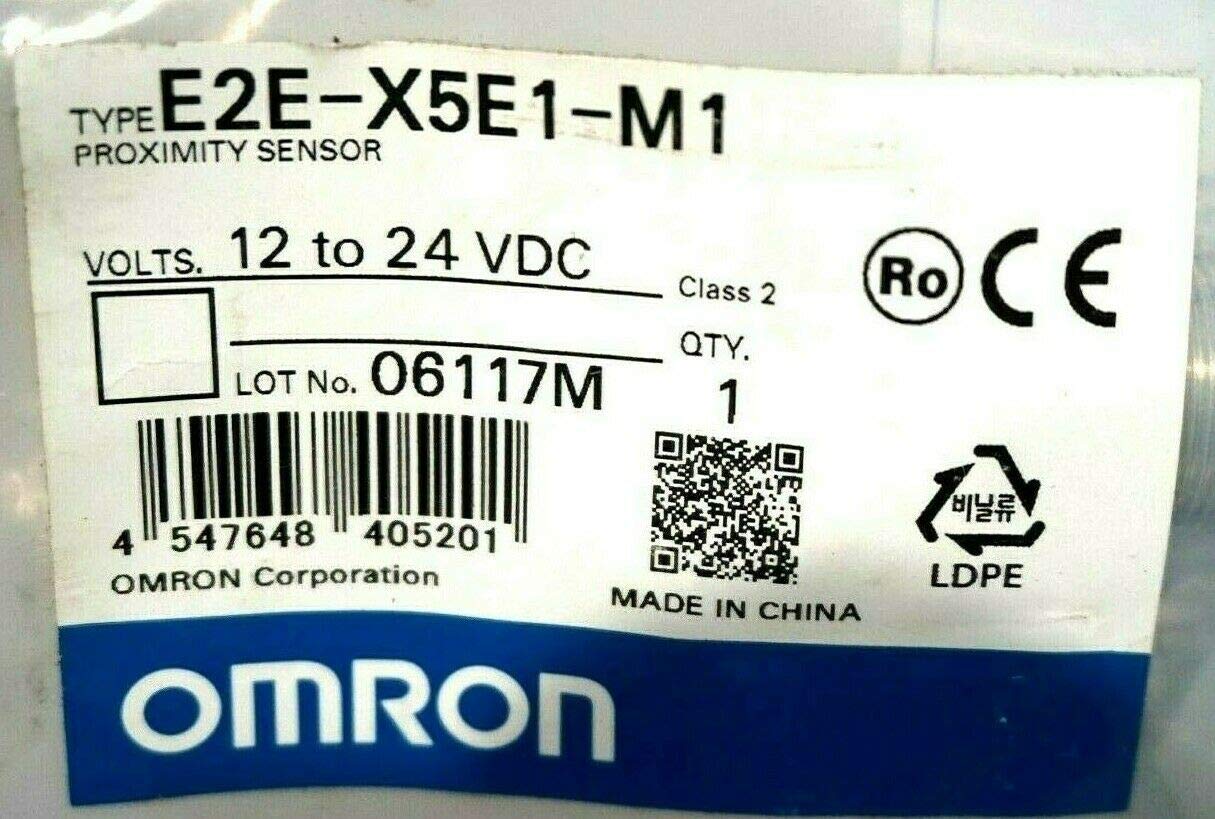 TYPE E2E-X5E1-M1
PROXIMITY SENSOR
VOLTS. 12 to 24 VDC
Class 2
Ro CE
QTY.
LOT No. 06117M
1
4 547648 405201
비닐류
LDPE
OMRON Corporation
MADE IN CHINA
OMRON